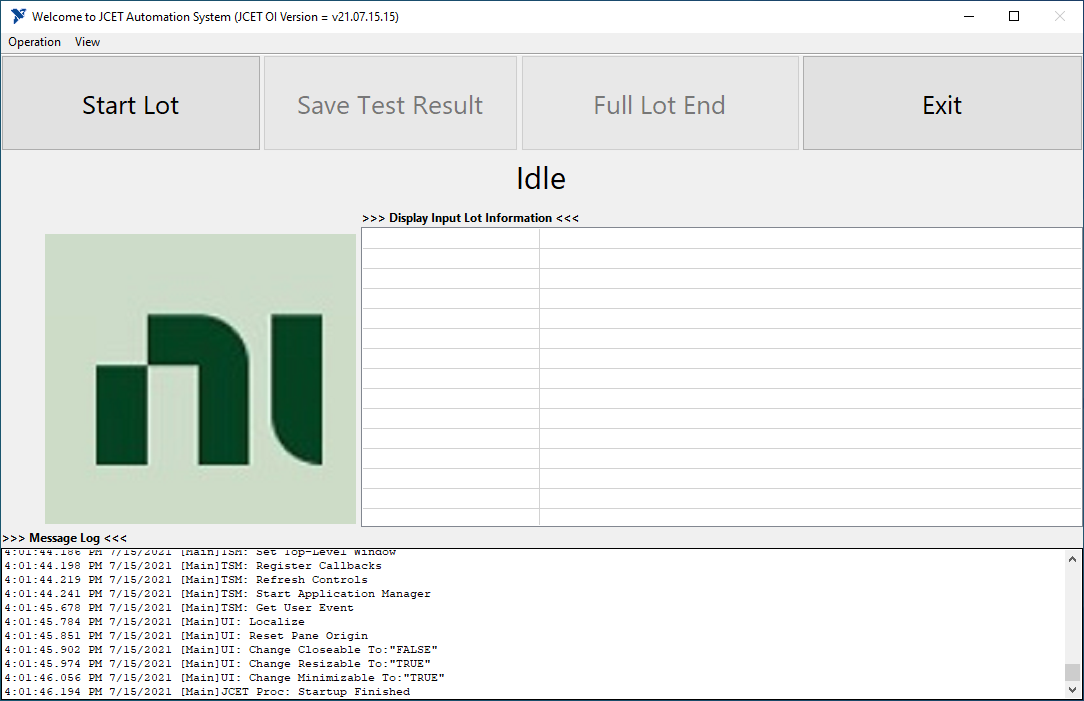 Welcome to JCET Automation System (JCET OI Version = v21.07.15.15)
Operation View
Start Lot Save Test Result Full Lot End Exit
Idle
>>> Display Input Lot Information <<<
nı
>>> Message Log <<<
4:01:44.186 PM 7/15/2021 [Main]TSM: Set Top-Level Window
4:01:44.198 PM 7/15/2021 [Main]TSM: Register Callbacks
4:01:44.219 PM 7/15/2021 [Main]TSM: Refresh Controls
4:01:44.241 PM 7/15/2021 [Main]TSM: Start Application Manager
4:01:45.678 PM 7/15/2021 [Main]TSM: Get User Event
4:01:45.784 PM 7/15/2021 [Main]UI: Localize
4:01:45.851 PM 7/15/2021 [Main]UI: Reset Pane Origin
4:01:45.902 PM 7/15/2021 [Main]UI: Change Closeable To:"FALSE"
4:01:45.974 PM 7/15/2021 [Main]UI: Change Resizable To:"TRUE"
4:01:46.056 PM 7/15/2021 [Main]UI: Change Minimizable To:"TRUE"
4:01:46.194 PM 7/15/2021 [Main]JCET Proc: Startup Finished